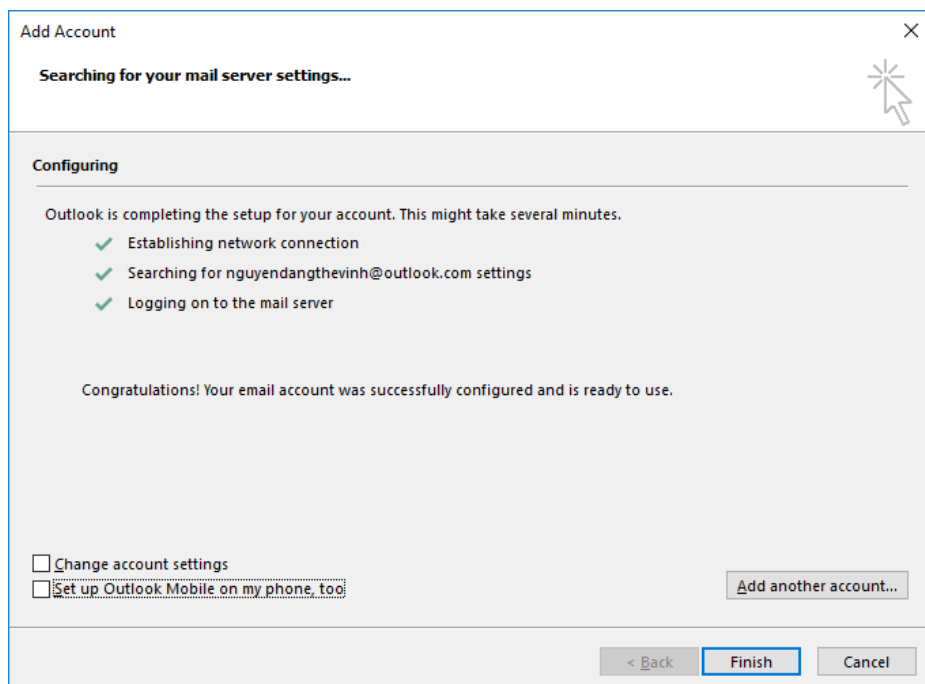 Add Account
Searching for your mail server settings...
Configuring
Outlook is completing the setup for your account. This might take several minutes.
Establishing network connection
Searching for nguyendangthevinh@outlook.com settings
Logging on to the mail server
Congratulations! Your email account was successfully configured and is ready to use.
Change account settings
Set up Outlook Mobile on my phone, too
Add another account...
< Back
Finish
Cancel